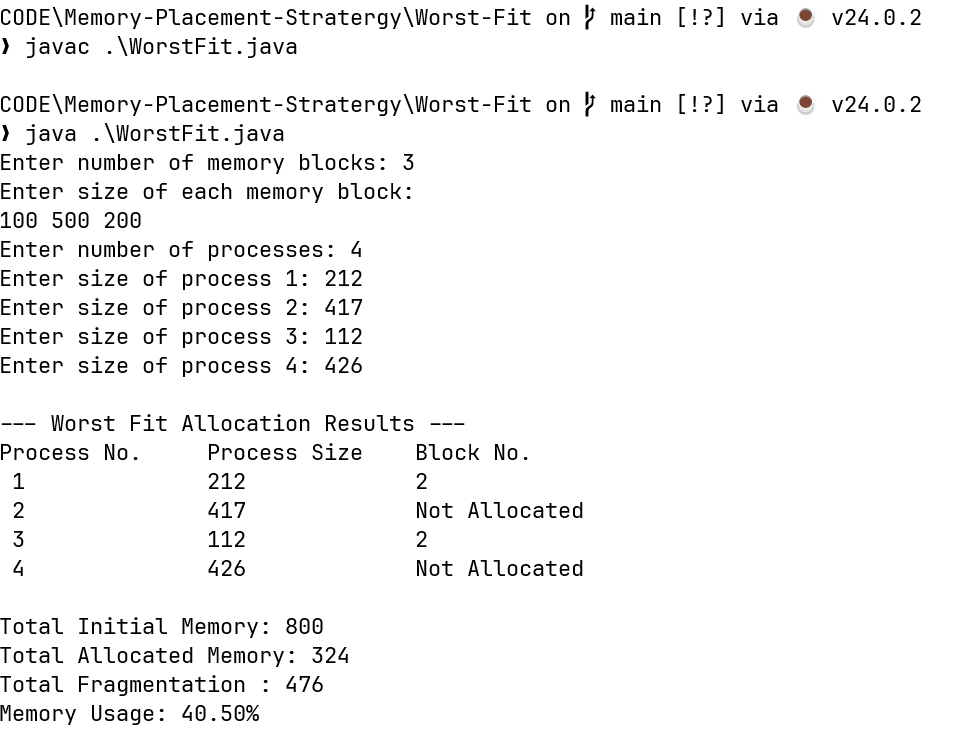 CODE\Memory-Placement-Stratergy\Worst-Fit on main [!?] via ☕ v24.0.2
❱ javac .\WorstFit.java
CODE\Memory-Placement-Stratergy\Worst-Fit on main [!?] via ☕ v24.0.2
❱ java .\WorstFit.java
Enter number of memory blocks: 3
Enter size of each memory block:
100 500 200
Enter number of processes: 4
Enter size of process 1: 212
Enter size of process 2: 417
Enter size of process 3: 112
Enter size of process 4: 426
--- Worst Fit Allocation Results ---
Process No. Process Size Block No.
1 212 2
2 417 Not Allocated
3 112 2
4 426 Not Allocated
Total Initial Memory: 800
Total Allocated Memory: 324
Total Fragmentation : 476
Memory Usage: 40.50%